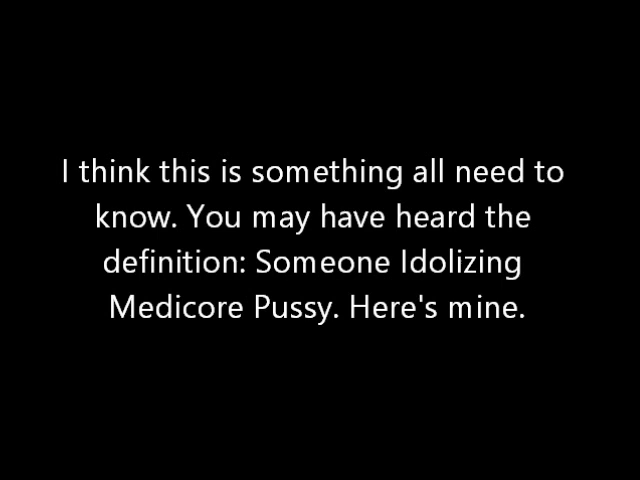 I think this is something all need to
know. You may have heard the
definition: Someone Idolizing
Medicore Pussy. Here's mine.